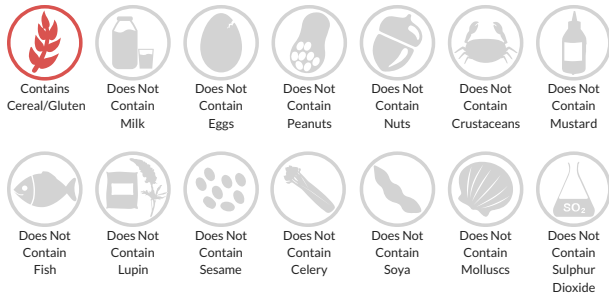 Contains
Cereal/Gluten
Does Not
Contain
Milk
Does Not
Contain
Eggs
Does Not
Contain
Peanuts
Does Not
Contain
Nuts
Does Not
Contain
Crustaceans
Does Not
Contain
Mustard
SO₂
Does Not
Contain
Fish
Does Not
Contain
Lupin
Does Not
Contain
Sesame
Does Not
Contain
Celery
Does Not
Contain
Soya
Does Not
Contain
Molluscs
Does Not
Contain
Sulphur
Dioxide